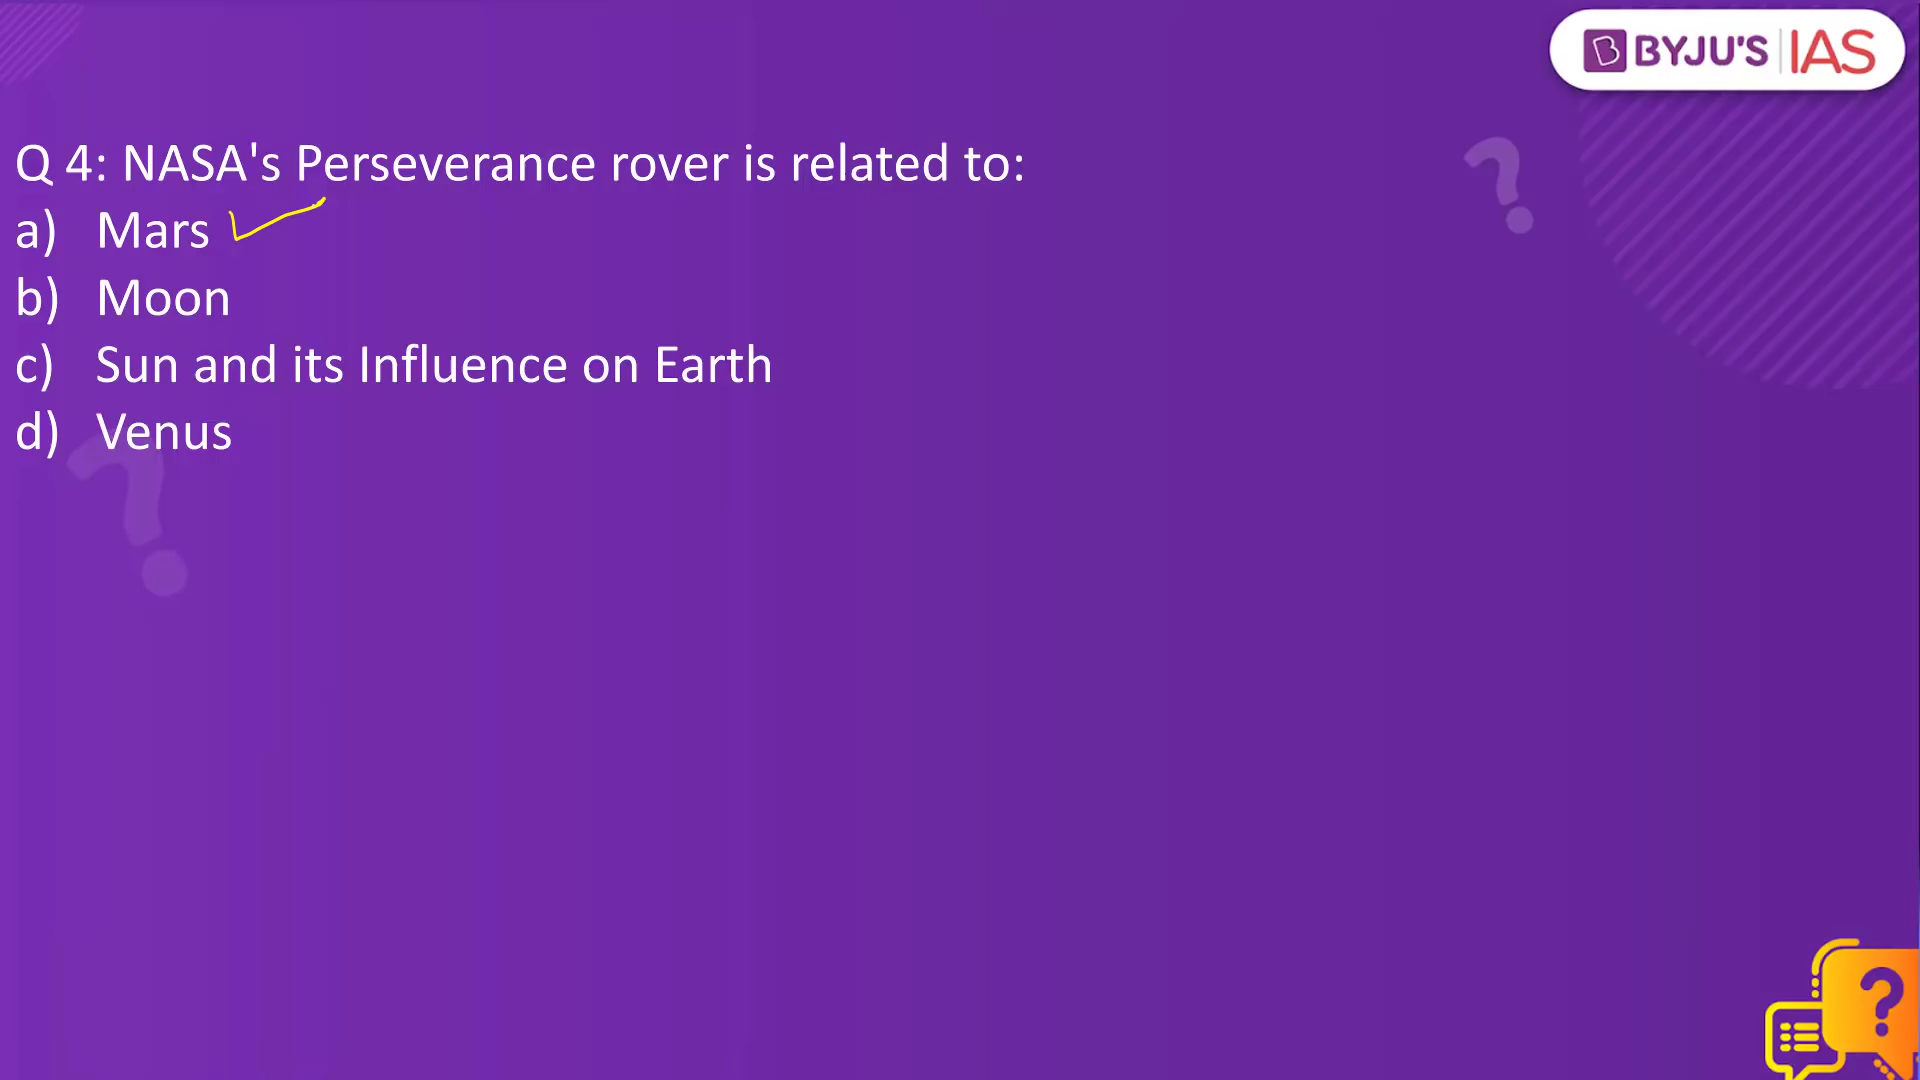 BYJU'S IAS
Q 4: NASA's Perseverance rover is related to:
a) Mars
b) Moon
c) Sun and its Influence on Earth
d) Venus